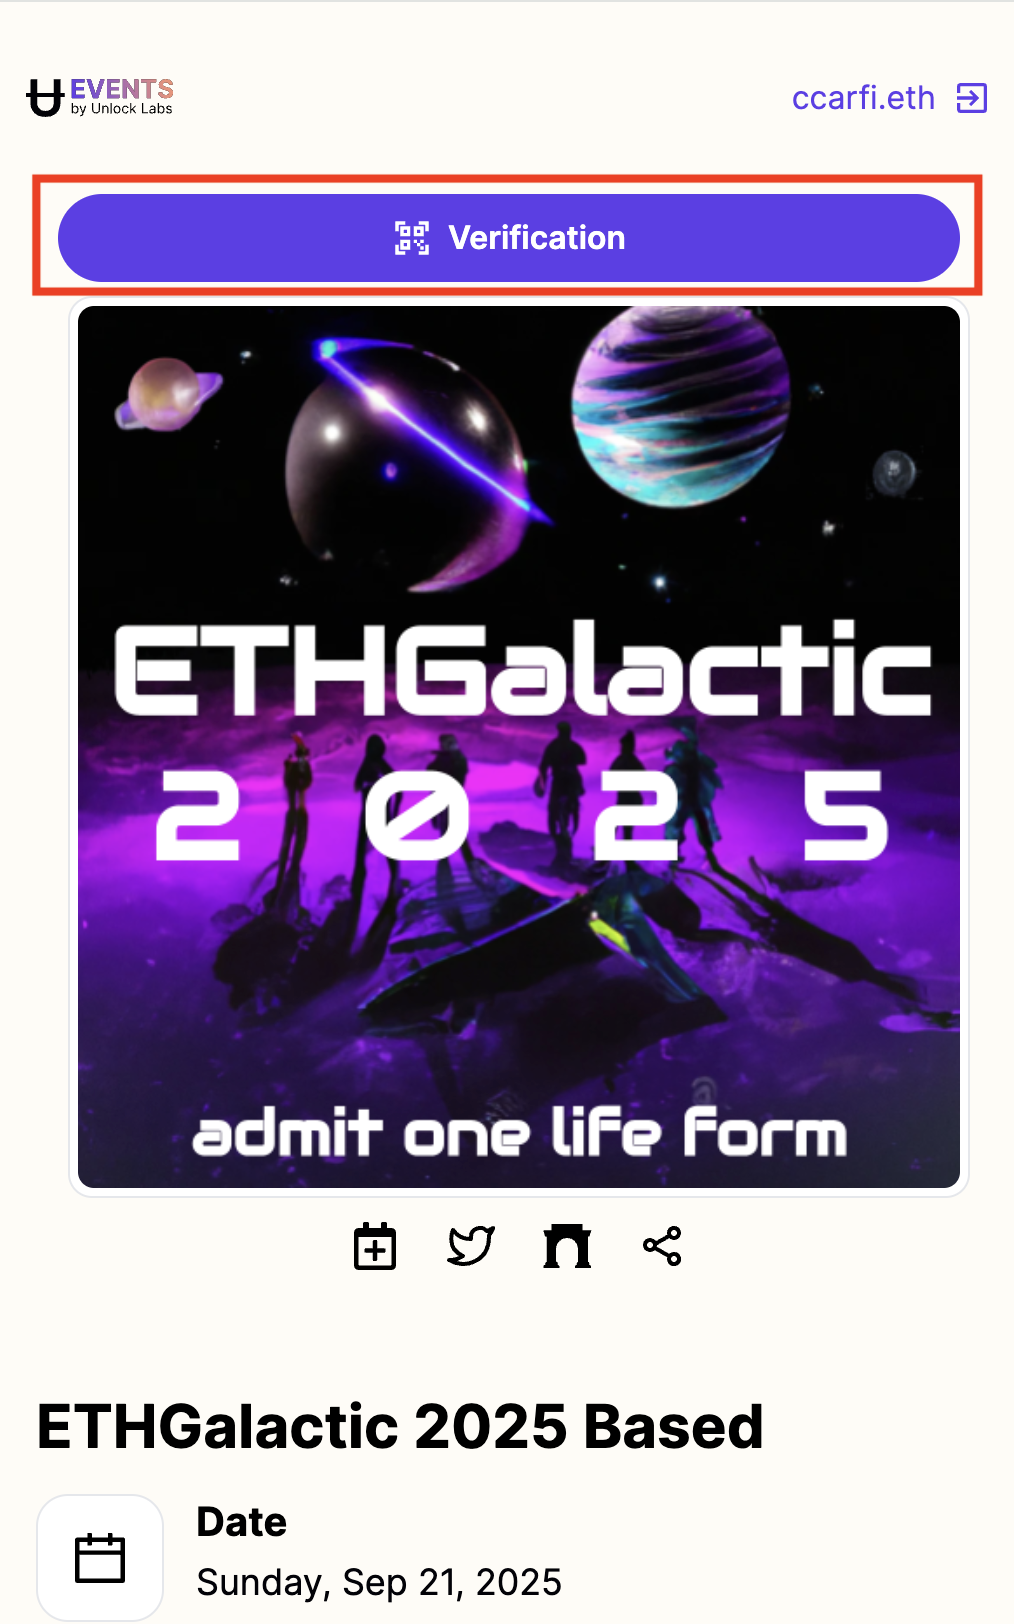 EVENTS
by Unlock Labs
ccarfi.eth
Verification
ETHGalactic
2025
admit one life form
ETHGalactic 2025 Based
Date
Sunday, Sep 21, 2025